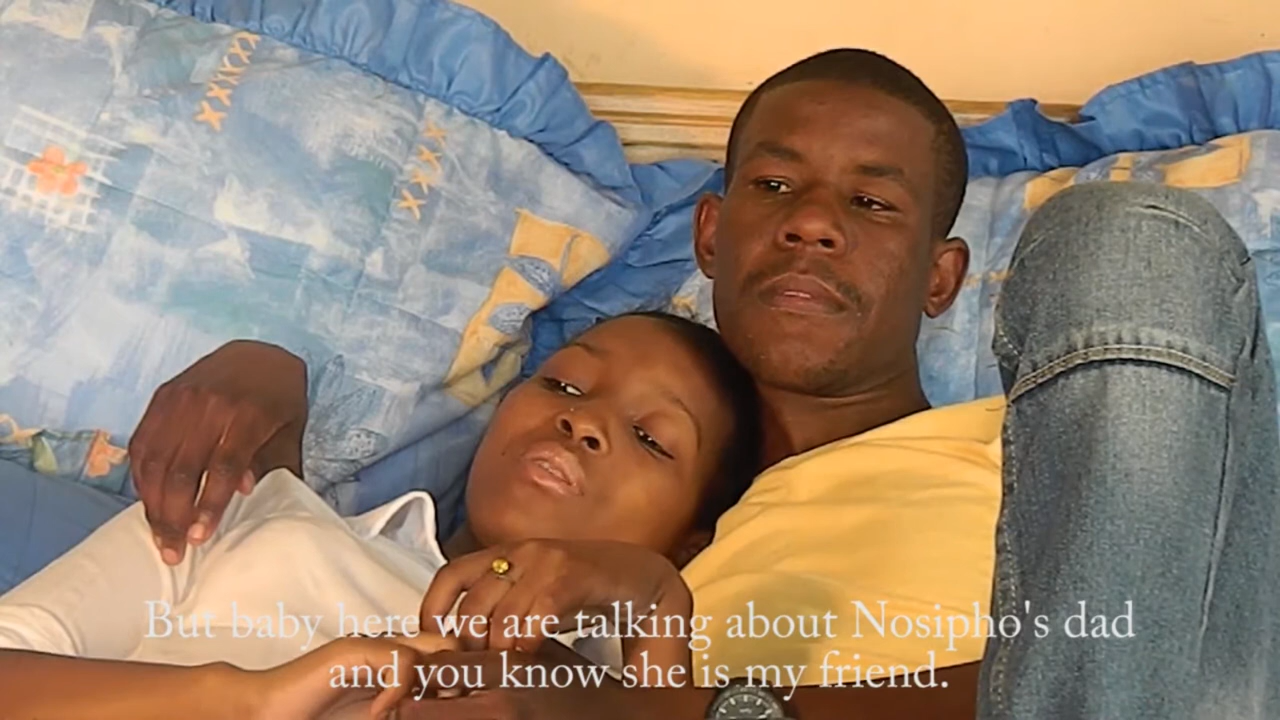 But baby here we are talking about Nosipho's dad
and you know she is my friend.